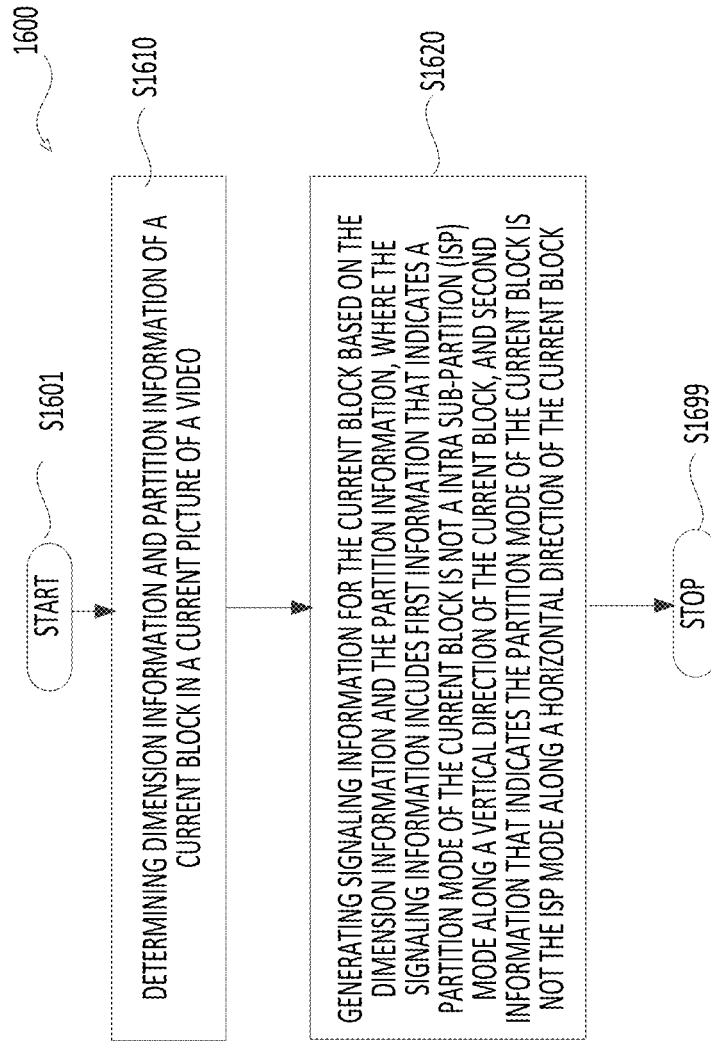 1600
START
S1601
DETERMINING DIMENSION INFORMATION AND PARTITION INFORMATION OF A
CURRENT BLOCK IN A CURRENT PICTURE OF A VIDEO
S1610
GENERATING SIGNALING INFORMATION FOR THE CURRENT BLOCK BASED ON THE
DIMENSION INFORMATION AND THE PARTITION INFORMATION, WHERE THE
SIGNALING INFORMATION INCUDES FIRST INFORMATION THAT INDICATES A
PARTITION MODE OF THE CURRENT BLOCK IS NOT A INTRA SUB-PARTITION (ISP)
MODE ALONG A VERTICAL DIRECTION OF THE CURRENT BLOCK, AND SECOND
INFORMATION THAT INDICATES THE PARTITION MODE OF THE CURRENT BLOCK IS
NOT THE ISP MODE ALONG A HORIZONTAL DIRECTION OF THE CURRENT BLOCK
S1620
STOP
S1699